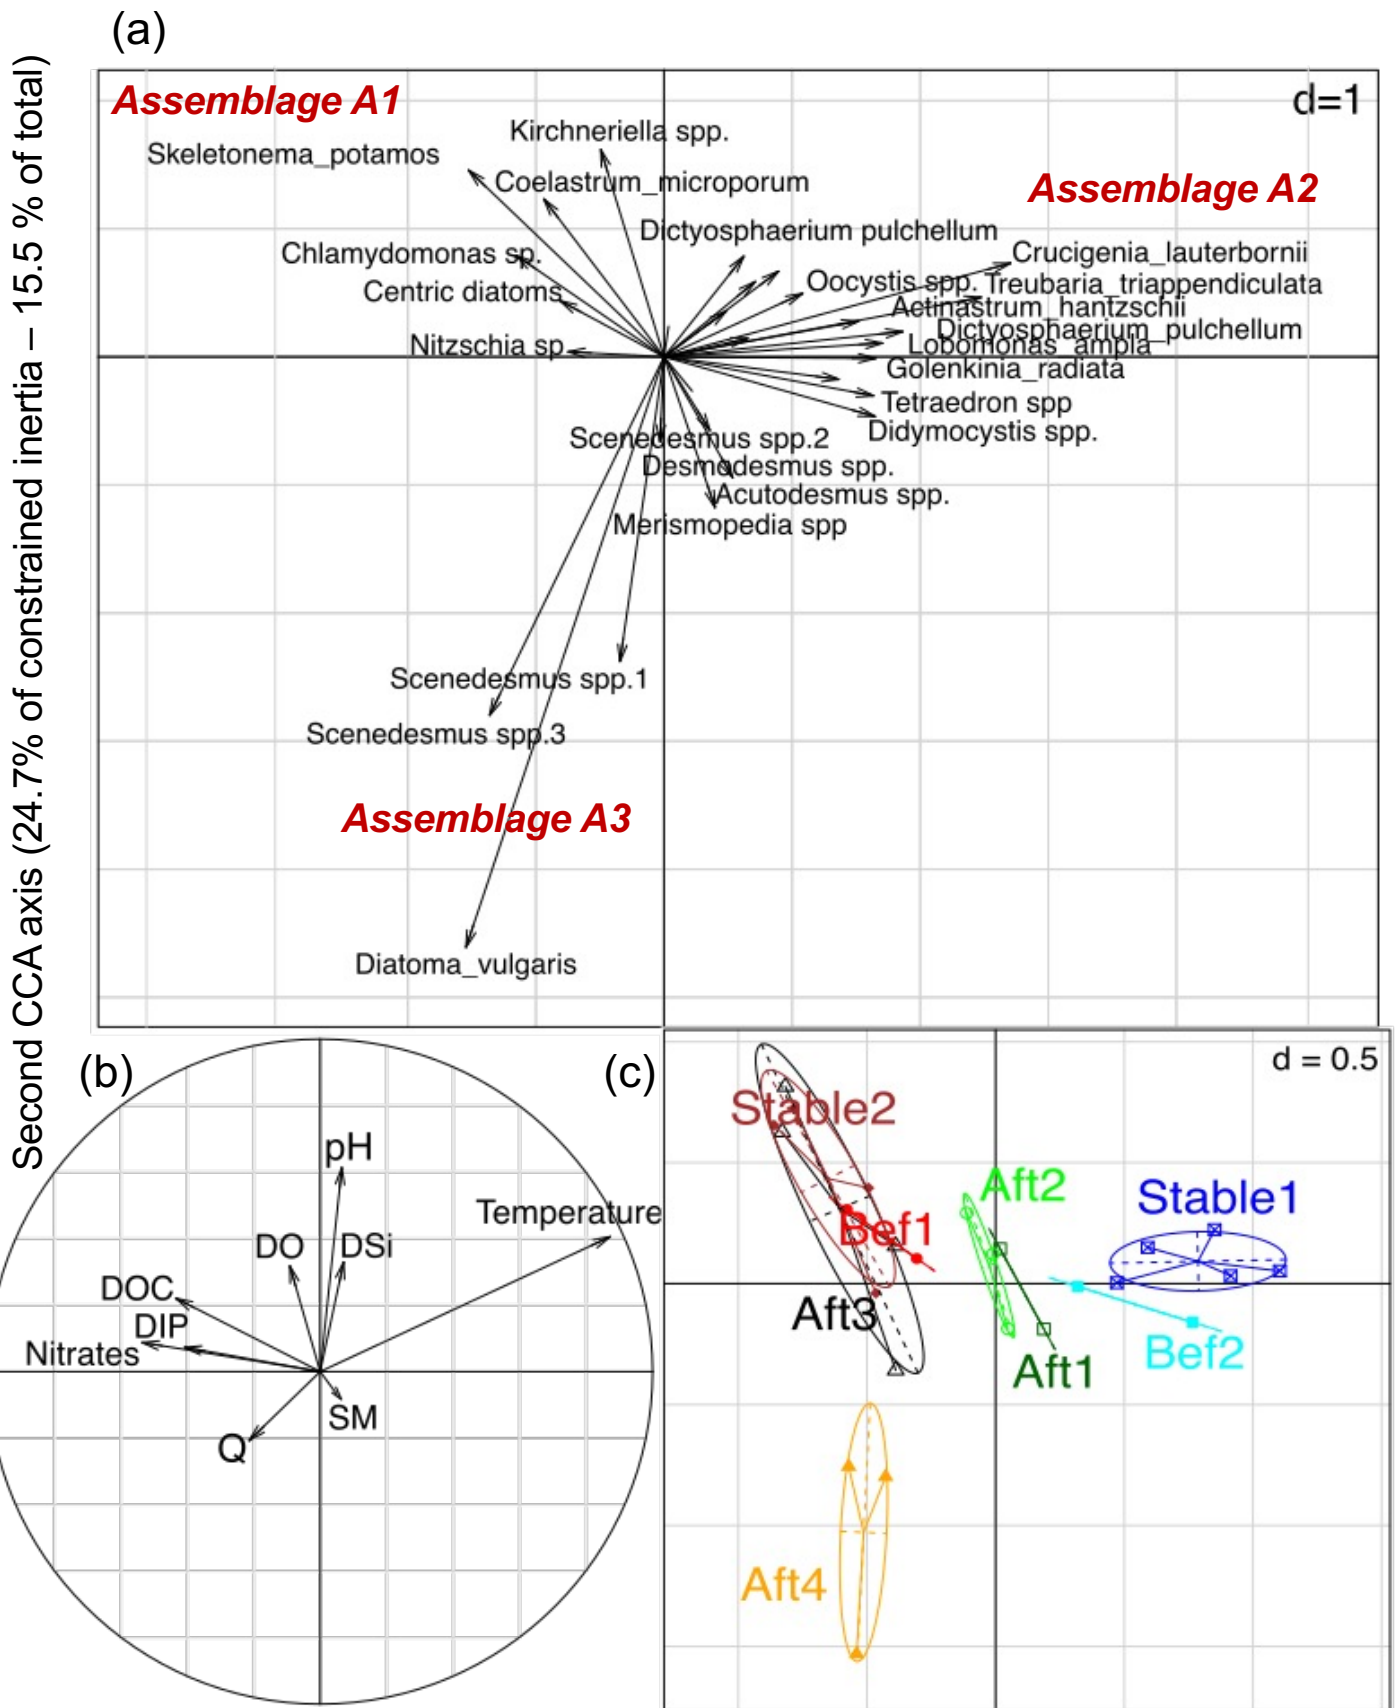 (a)
Second CCA axis (24.7% of constrained inertia – 15.5 % of total)
Assemblage A1
d=1
Kirchneriella spp.
Skeletonema_potamos
Coelastrum_microporum
Assemblage A2
Dictyosphaerium pulchellum
Chlamydomonas sp.
Crucigenia_lauterbornii
Centric diatoms
Oocystis spp.
Treubaria_triappendiculata
Actinastrum_hantzschii
Dictyosphaerium_pulchellum
Nitzschia sp
Lobomonas_ampla
Golenkinia_radiata
Tetraedron spp
Didymocystis spp.
Scenedesmus spp.2
Desmodesmus spp.
Acutodesmus spp.
Merismopedia spp
Scenedesmus spp.1
Scenedesmus spp.3
Assemblage A3
Diatoma_vulgaris
(b)
pH
Temperature
DO
DSi
DOC
DIP
Nitrates
SM
Q
(c)
d = 0.5
Stable2
Aft2
Stable1
Bef1
Aft3
Bef2
Aft1
Aft4